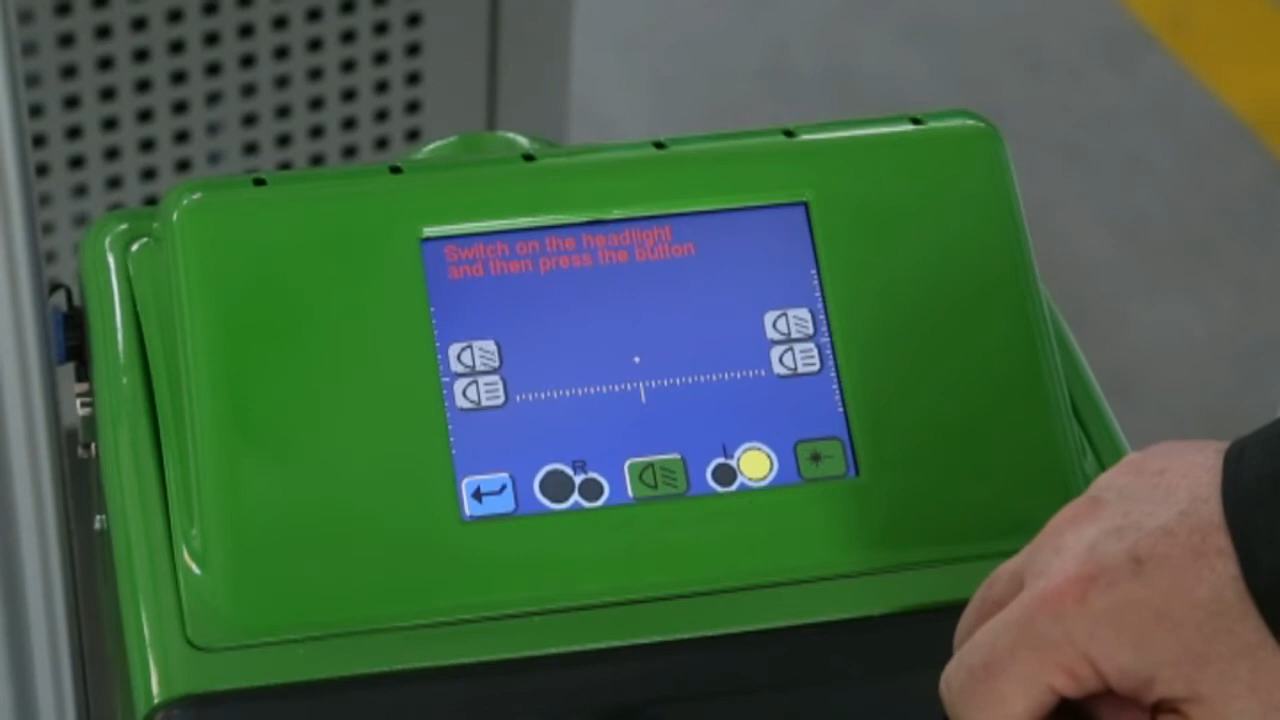 Switch on the headlight
and then press the button
R
L